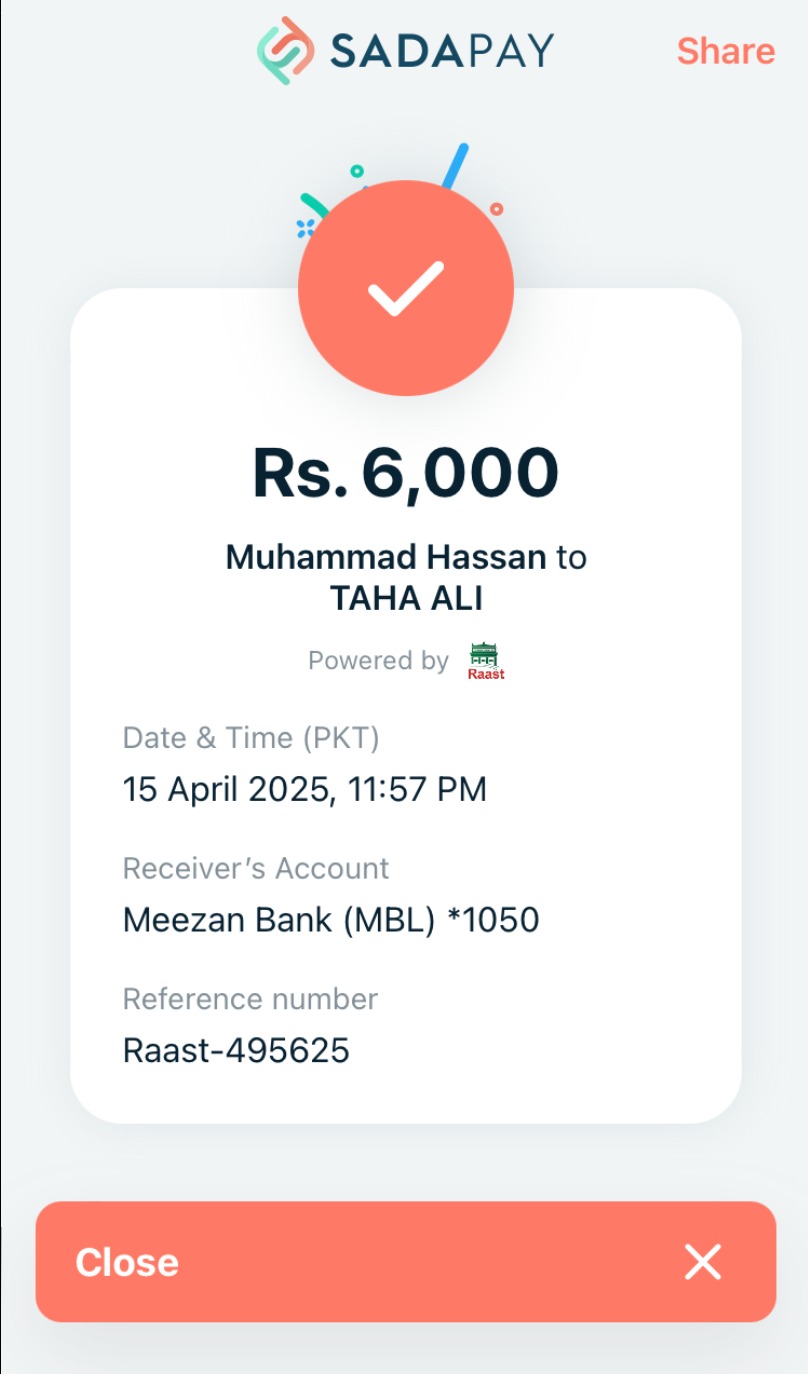 SADAPAY
Share
Rs. 6,000
Muhammad Hassan to
TAHA ALI
Powered by Raast
Date & Time (PKT)
15 April 2025, 11:57 PM
Receiver’s Account
Meezan Bank (MBL) *1050
Reference number
Raast-495625
Close